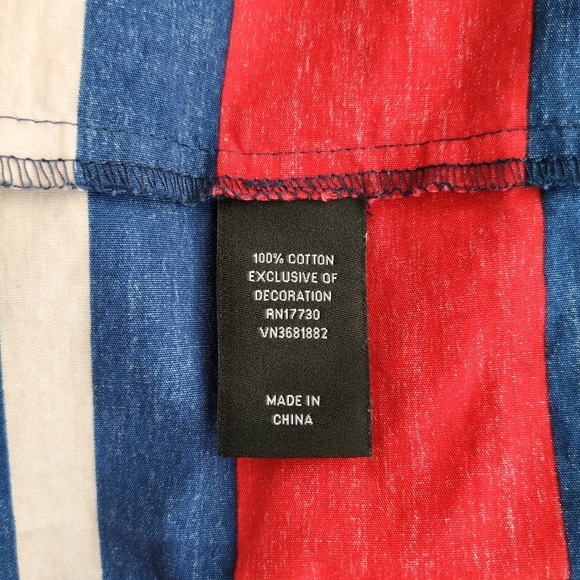 100% COTTON
EXCLUSIVE OF
DECORATION
RN17730
VN3681882
MADE IN
CHINA